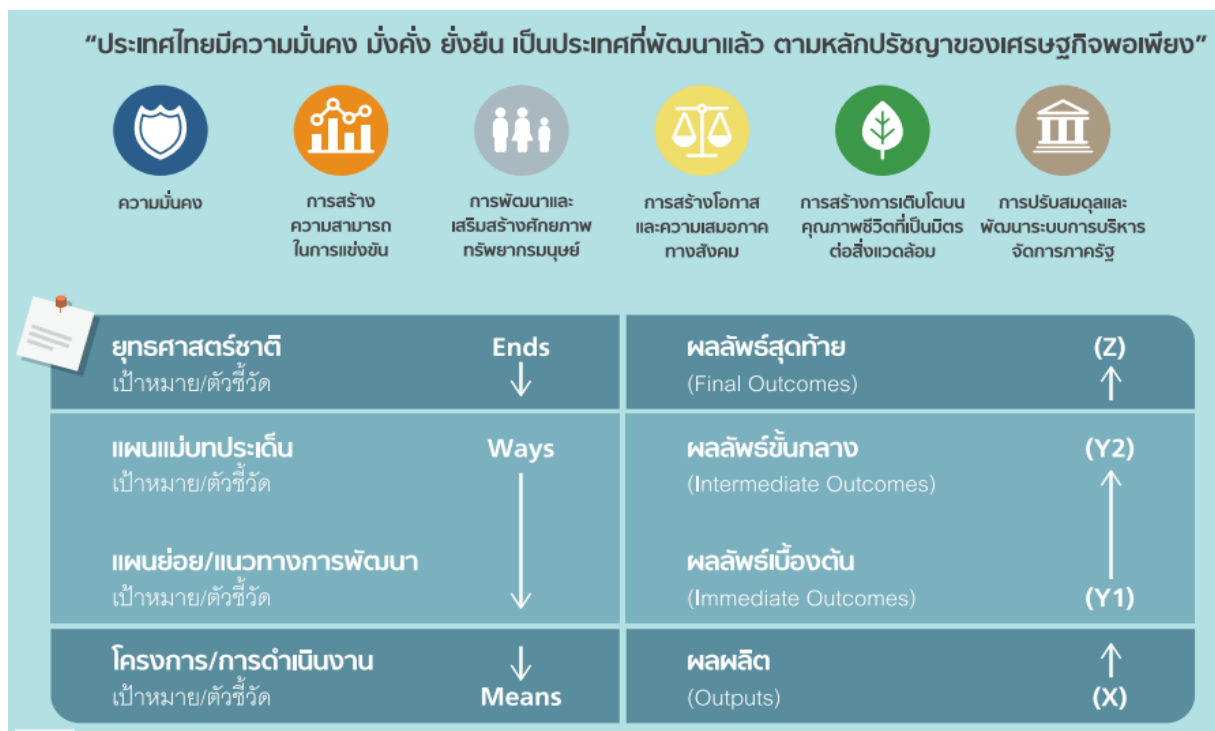 “ประเทศไทยมีความมั่นคง มั่งคั่ง ยั่งยืน เป็นประเทศที่พัฒนาแล้ว ตามหลักปรัชญาของเศรษฐกิจพอเพียง”
ความมั่นคง
การสร้าง
ความสามารถ
ในการแข่งขัน
การพัฒนาและ
เสริมสร้างศักยภาพ
ทรัพยากรมนุษย์
การสร้างโอกาส
และความเสมอภาค
ทางสังคม
การสร้างการเติบโตบน
คุณภาพชีวิตที่เป็นมิตร
ต่อสิ่งแวดล้อม
การปรับสมดุลและ
พัฒนาระบบการบริหาร
จัดการภาครัฐ
ยุทธศาสตร์ชาติ Ends
เป้าหมาย/ตัวชี้วัด
ผลลัพธ์สุดท้าย (Z)
(Final Outcomes)
แผนแม่บทประเด็น Ways
เป้าหมาย/ตัวชี้วัด
ผลลัพธ์ขั้นกลาง (Y2)
(Intermediate Outcomes)
แผนย่อย/แนวทางการพัฒนา
เป้าหมาย/ตัวชี้วัด
ผลลัพธ์เบื้องต้น
(Immediate Outcomes) (Y1)
โครงการ/การดำเนินงาน
เป้าหมาย/ตัวชี้วัด Means
ผลผลิต
(Outputs) (X)